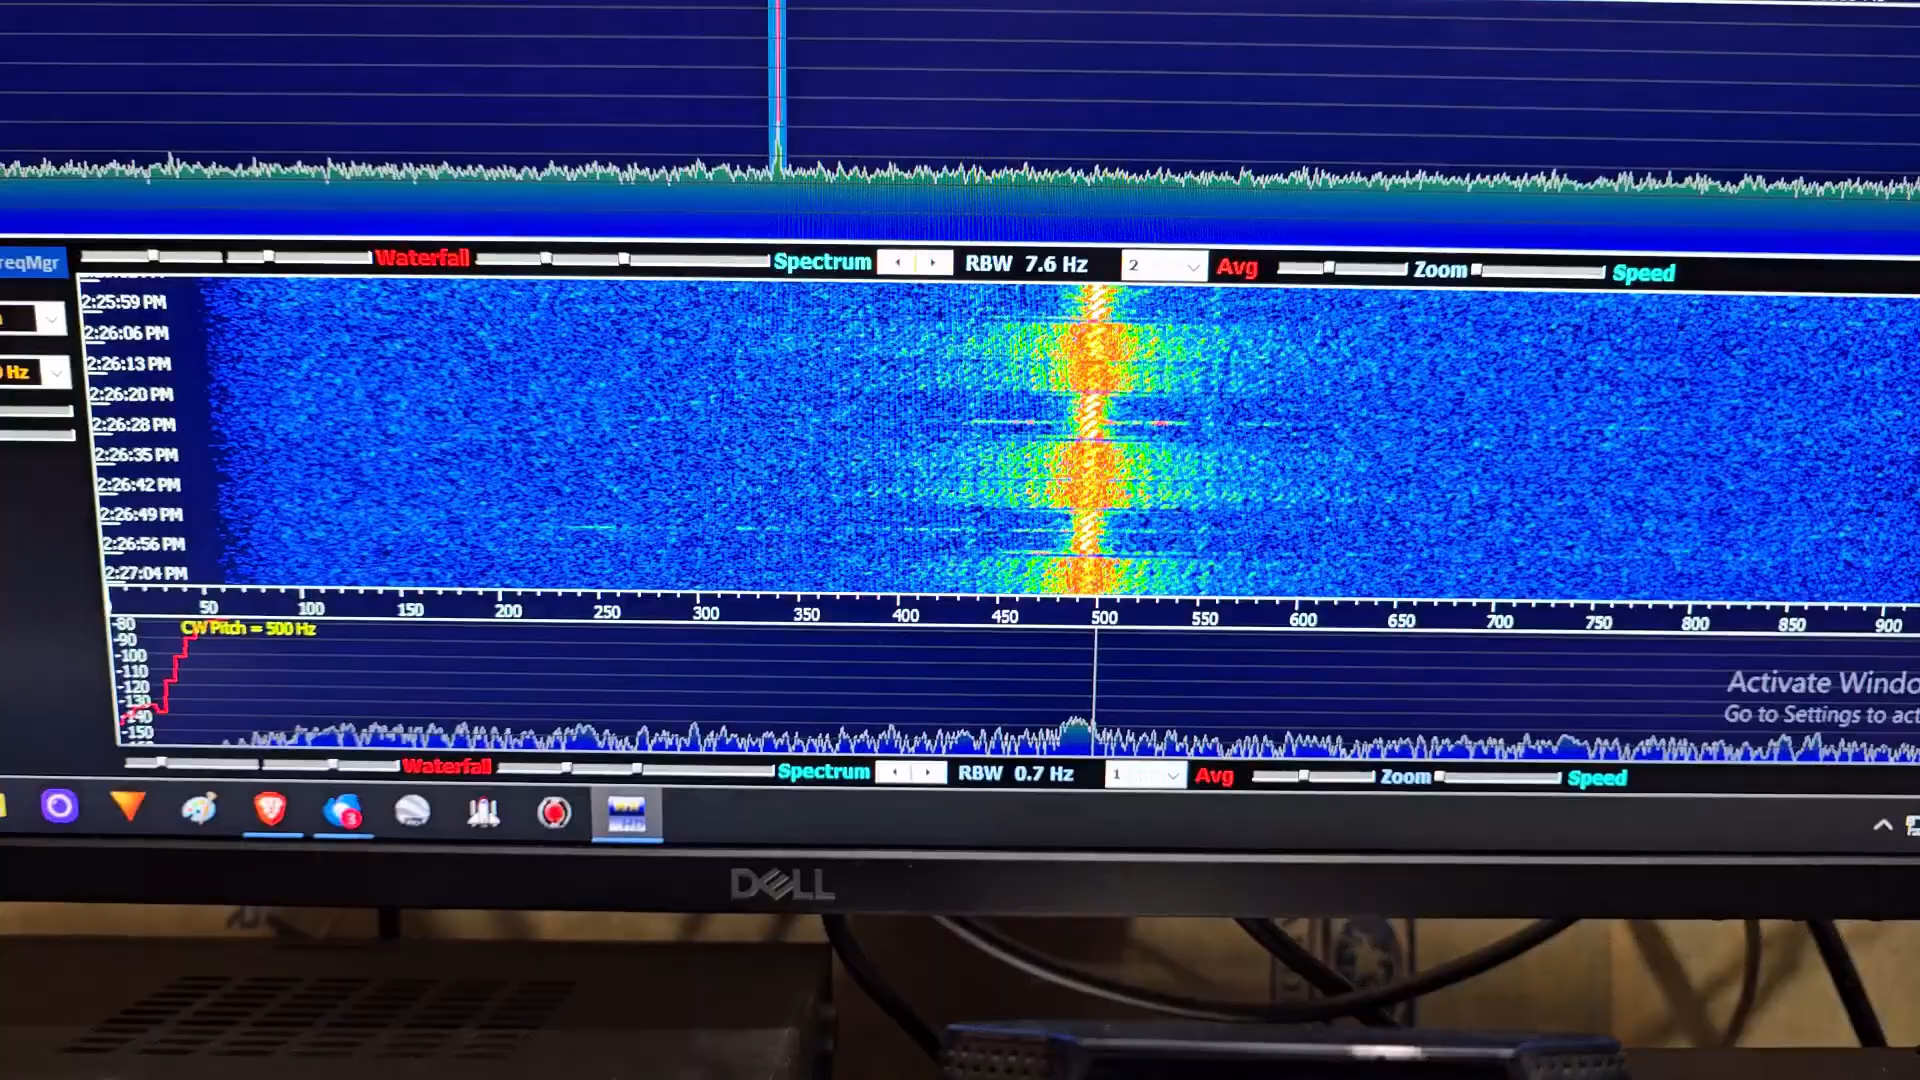 reqMgr
Waterfall
Spectrum
RBW 7.6 Hz
2
Avg
Zoom
Speed
2:25:59 PM
2:26:06 PM
2:26:13 PM
Hz
2:26:20 PM
2:26:28 PM
2:26:35 PM
2:26:42 PM
2:26:49 PM
2:26:56 PM
2:27:04 PM
50 100 150 200 250 300 350 400 450 500 550 600 650 700 750 800 850 900
CW Pitch = 500 Hz
-80
-90
-100
-110
-120
-130
-140
-150
Activate Windo
Go to Settings to act
Waterfall
Spectrum
RBW 0.7 Hz
1
Avg
Zoom
Speed
3
HD
DELL